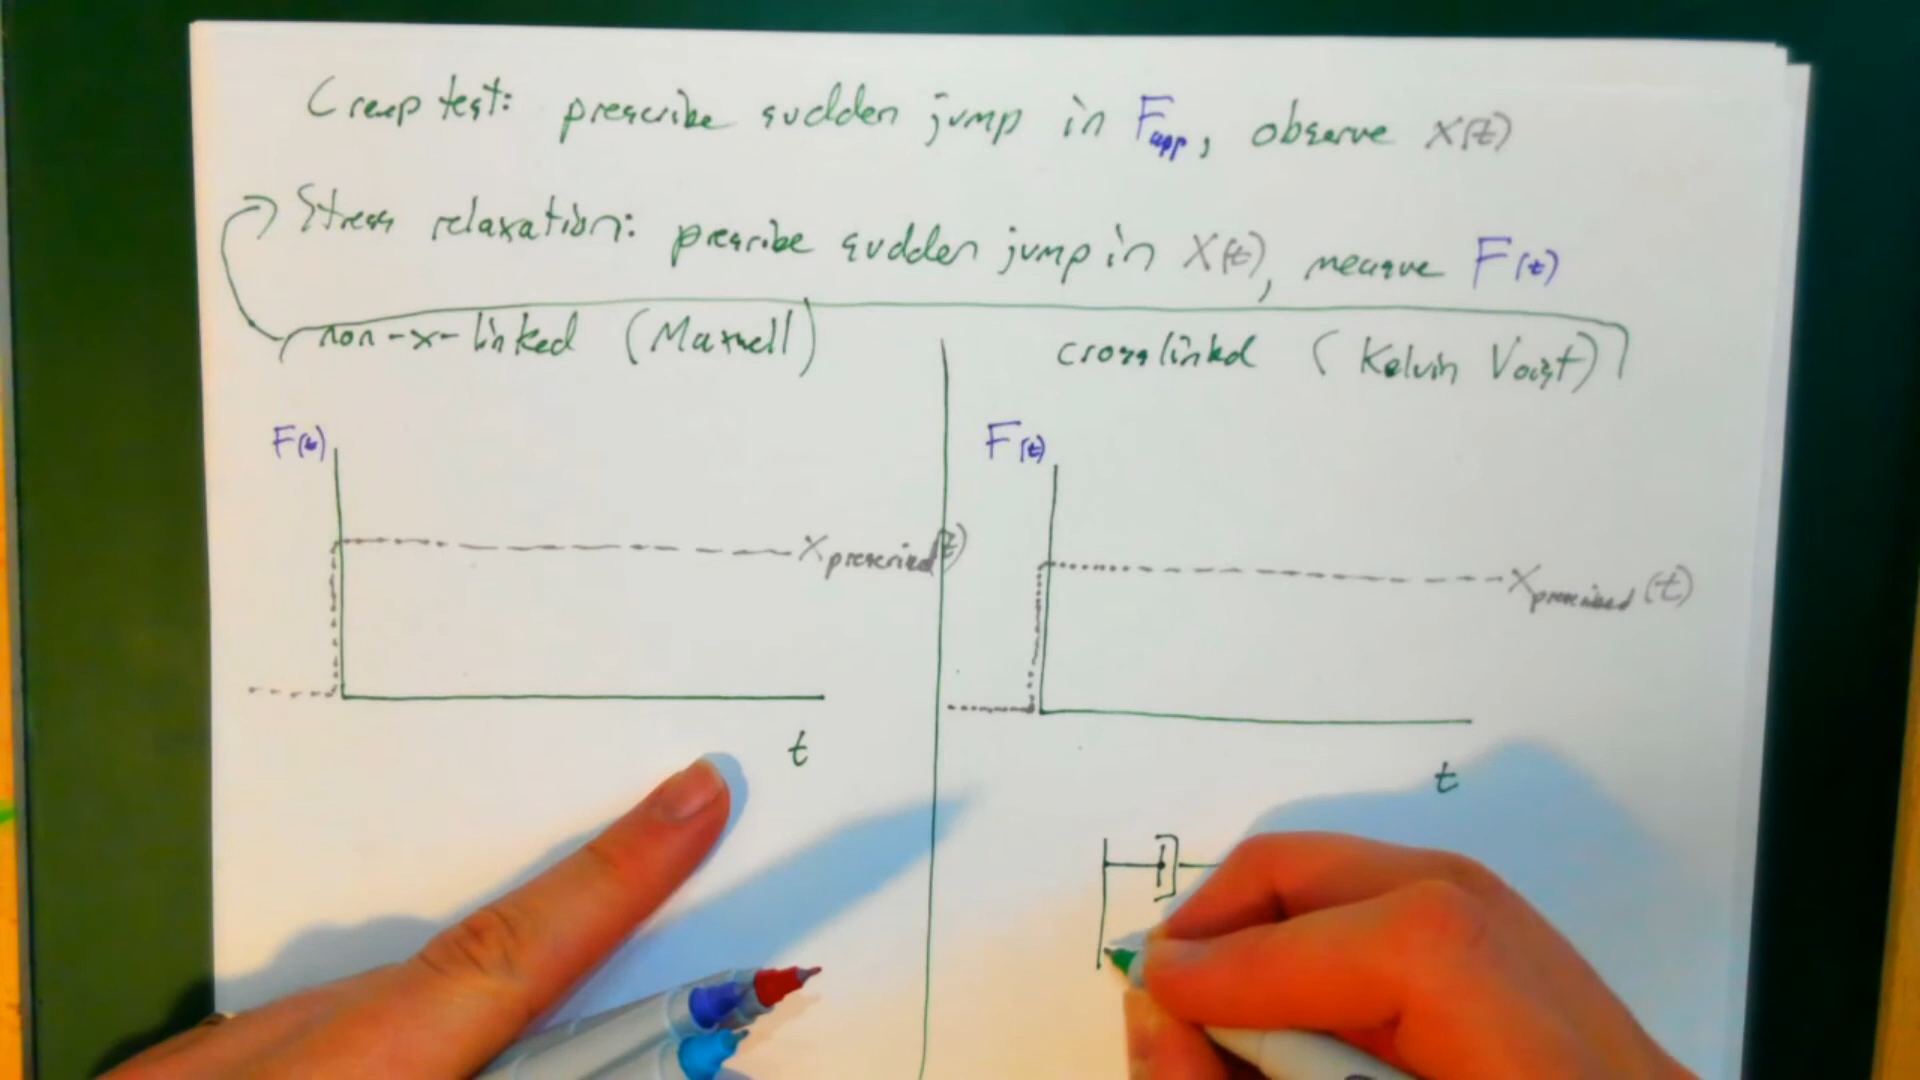 Creep test: prescribe sudden jump in Fapp, observe x(t)
Stress relaxation: prescribe sudden jump in X(t), measure F(t)
non-x-linked (Maxwell)
crosslinked (Kelvin Voigt)
F(t)
F(t)
xprescribed(t)
xprescribed(t)
t
t